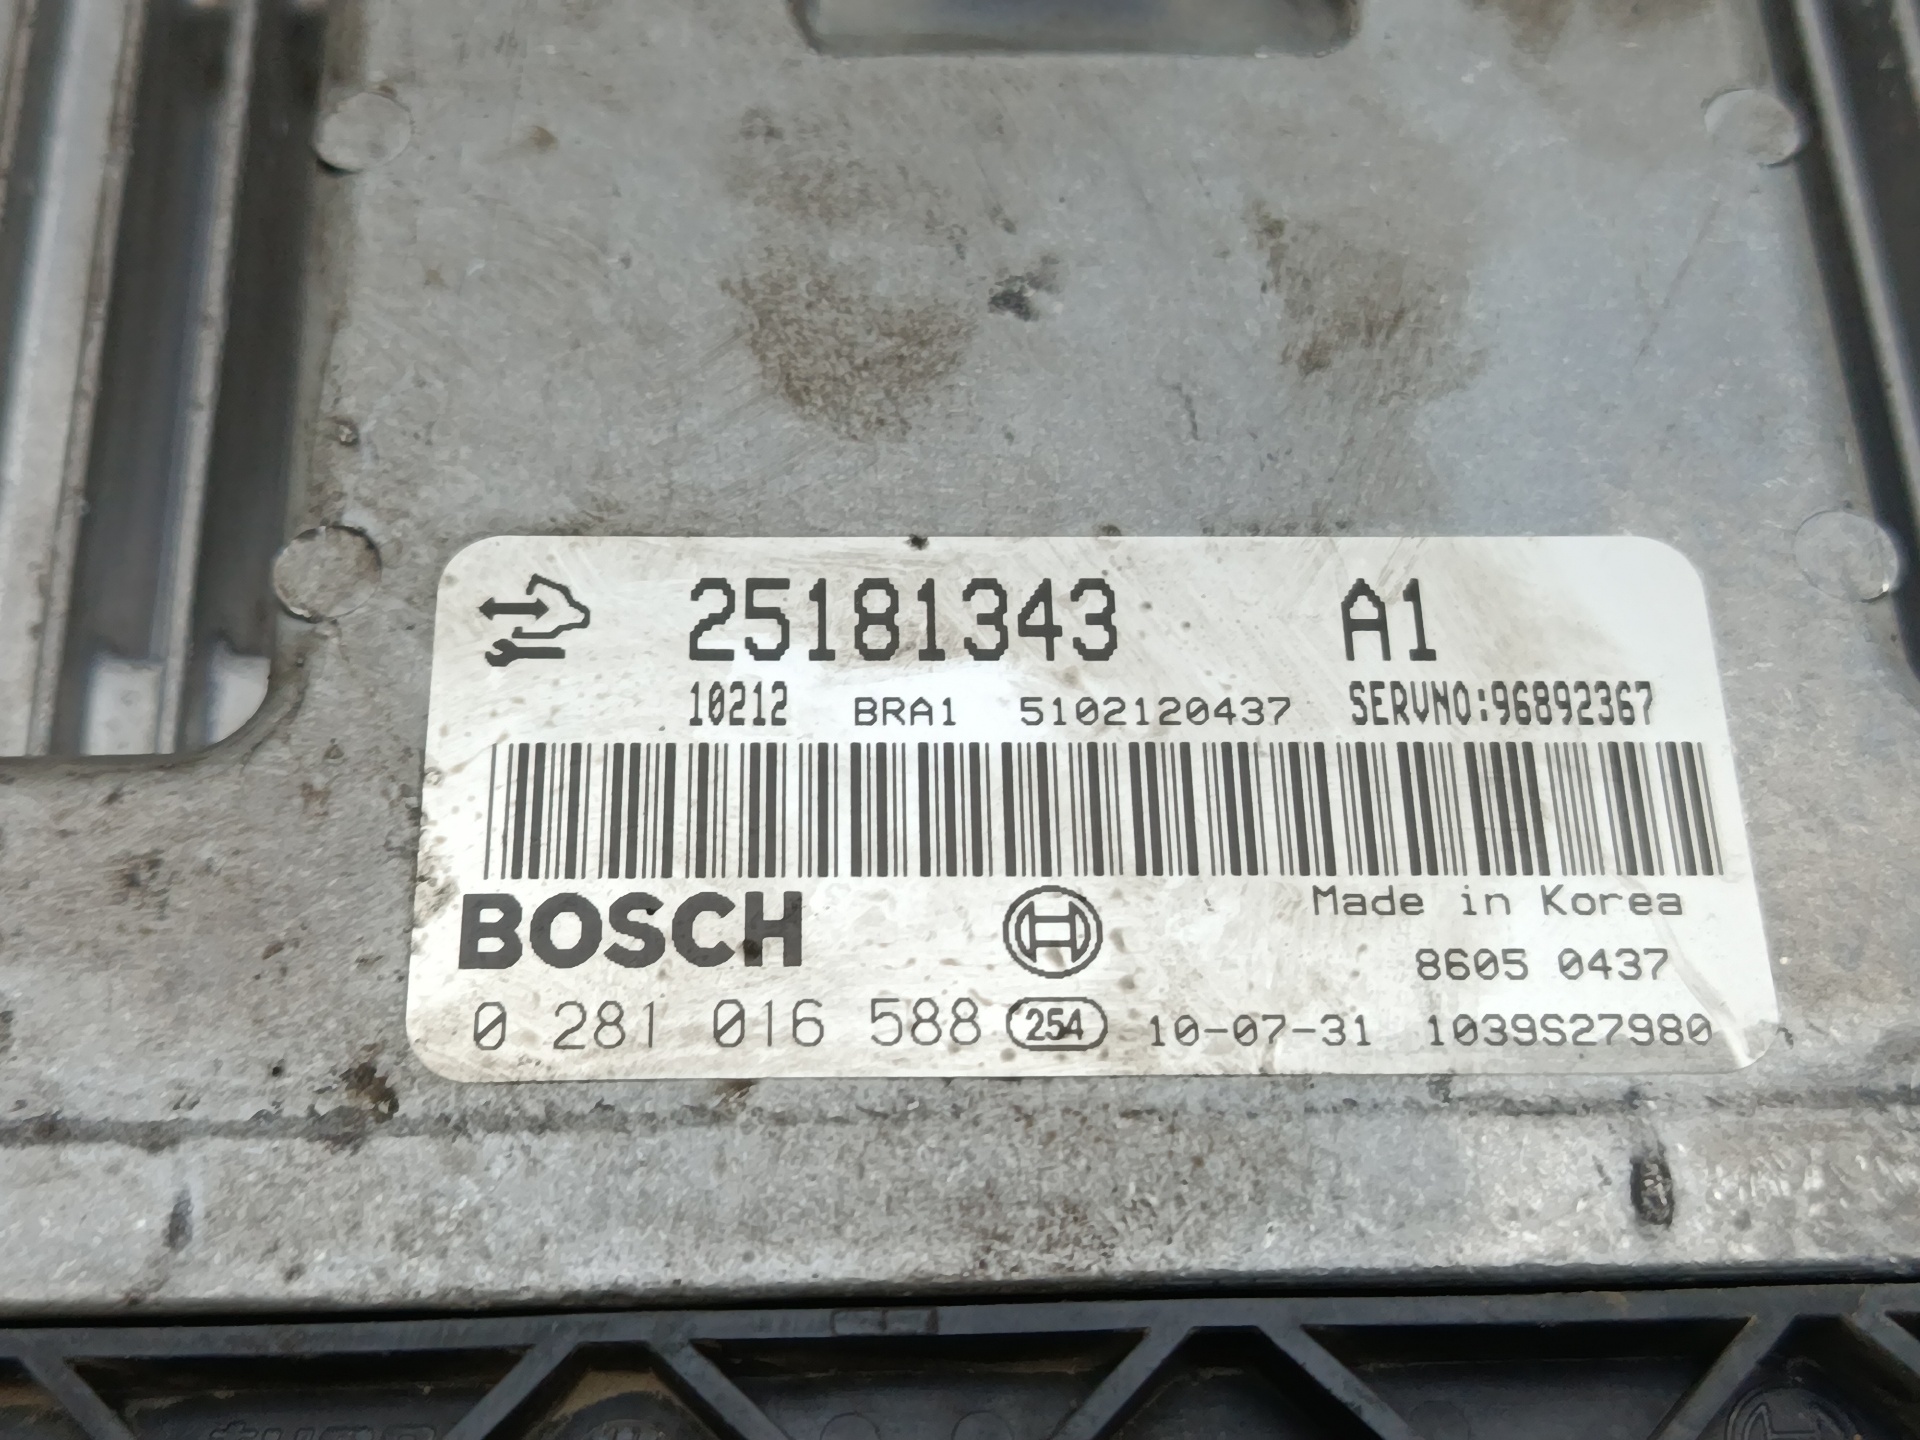 25181343 A1
10212 BRA1 5102120437 SERVNO:96892367
BOSCH
Made in Korea
8605 0437
0 281 016 588 254 10-07-31 1039S27980